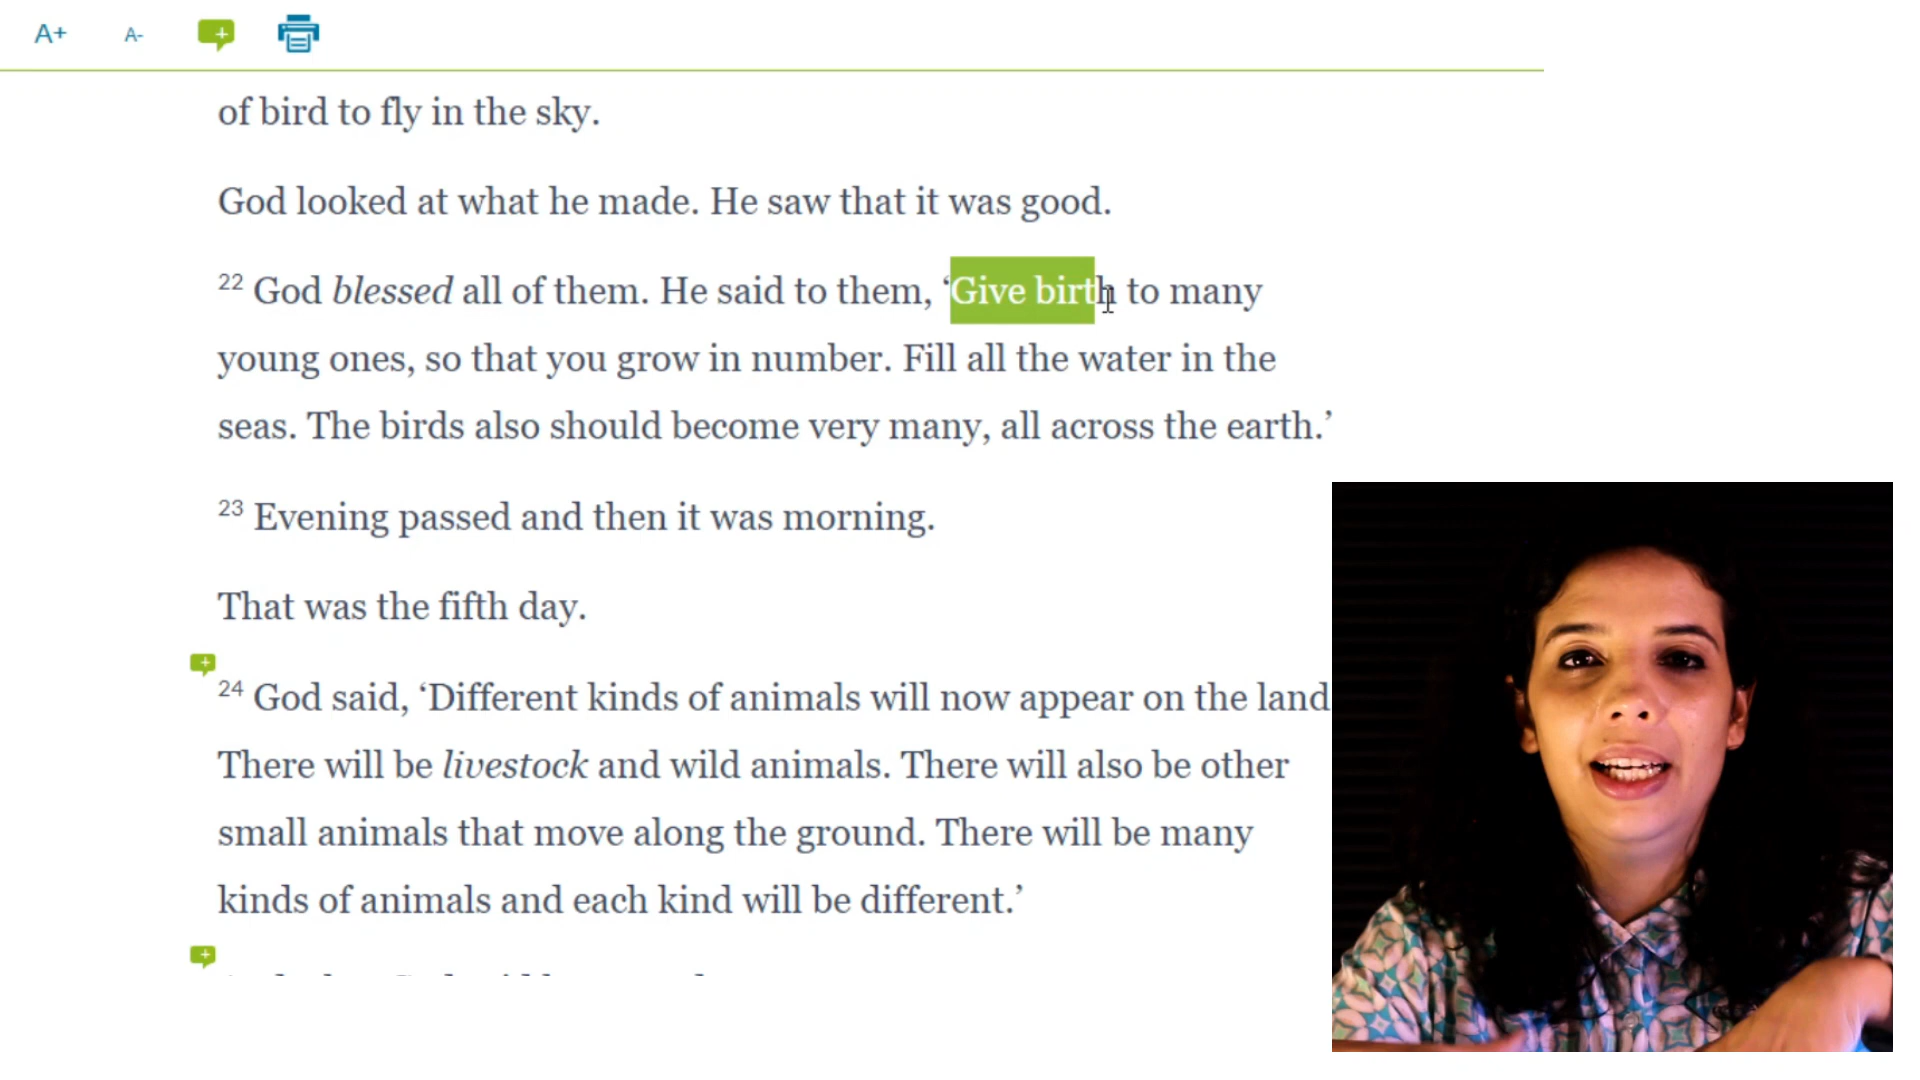 A+ A-
of bird to fly in the sky.
God looked at what he made. He saw that it was good.
22 God blessed all of them. He said to them, ‘Give birth to many
young ones, so that you grow in number. Fill all the water in the
seas. The birds also should become very many, all across the earth.’
23 Evening passed and then it was morning.
That was the fifth day.
24 God said, ‘Different kinds of animals will now appear on the land
There will be livestock and wild animals. There will also be other
small animals that move along the ground. There will be many
kinds of animals and each kind will be different.’